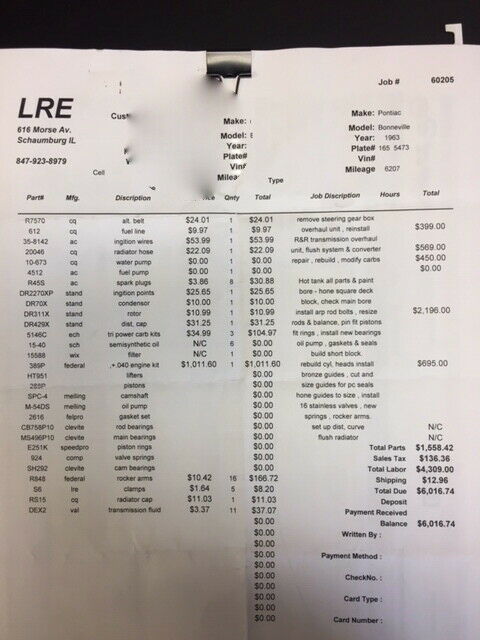 Job # 60205
LRE
616 Morse Av.
Schaumburg IL
847-923-8979
Cust
Cell
Make:
Model:
Year:
Plate#
Vin#
Mileage
Type
Make: Pontiac
Model: Bonneville
Year: 1963
Plate# 165 5473
Vin#
Mileage 6207
Part# Mfg. Discription Qnty Total Job Discription Hours Total
R7570 cq alt. belt $24.01 1 $24.01 remove steering gear box
612 cq fuel line $9.97 1 $9.97 overhaul unit , reinstall $399.00
35-8142 ac ingition wires $53.99 1 $53.99 R&R transmission overhaul
20046 cq radiator hose $22.09 1 $22.09 unit, flush system & converter $569.00
10-673 cq water pump $0.00 1 $0.00 repair , rebuild , modify carbs $450.00
4512 ac fuel pump $0.00 1 $0.00 $0.00
R45S ac spark plugs $3.86 8 $30.88 Hot tank all parts & paint
DR2270XP stand ingition points $25.65 1 $25.65 bore - hone square deck
DR70X stand condensor $10.00 1 $10.00 block, check main bore
DR311X stand rotor $10.99 1 $10.99 install arp rod bolts , resize $2,196.00
DR429X stand dist, cap $31.25 1 $31.25 rods & balance, pin fit pistons
5146C ech tri power carb kits $34.99 3 $104.97 fit rings , install new bearings
15-40 sch semisynthetic oil N/C 6 $0.00 oil pump , gaskets & seals
15588 wix filter N/C 1 $0.00 build short block.
389P federal .+.040 engine kit $1,011.60 1 $1,011.60 rebuild cyl. heads install $695.00
HT951 lifters $0.00 bronze guides , cut and
289P pistons $0.00 size guides for pc seals
SPC-4 melling camshaft $0.00 hone guides to size , install
M-54DS melling oil pump $0.00 16 stainless valves , new
2616 felpro gasket set $0.00 springs , rocker arms.
CB758P10 clevite rod bearings $0.00 set up dist, curve N/C
MS496P10 clevite main bearings $0.00 flush radiator N/C
E251K speedpro piston rings $0.00 Total Parts $1,558.42
924 comp valve springs $0.00 Sales Tax $136.36
SH292 clevite cam bearings $0.00 Total Labor $4,309.00
R848 federal rocker arms $10.42 16 $166.72 Shipping $12.96
S6 lre clamps $1.64 5 $8.20 Total Due $6,016.74
RS15 cq radiator cap $11.03 1 $11.03 Deposit
DEX2 val transmission fluid $3.37 11 $37.07 Payment Received
$0.00 Balance $6,016.74
$0.00 Written By :
$0.00
$0.00 Payment Method :
$0.00
$0.00 CheckNo. :
$0.00
$0.00 Card Type :
$0.00
$0.00 Card Number :